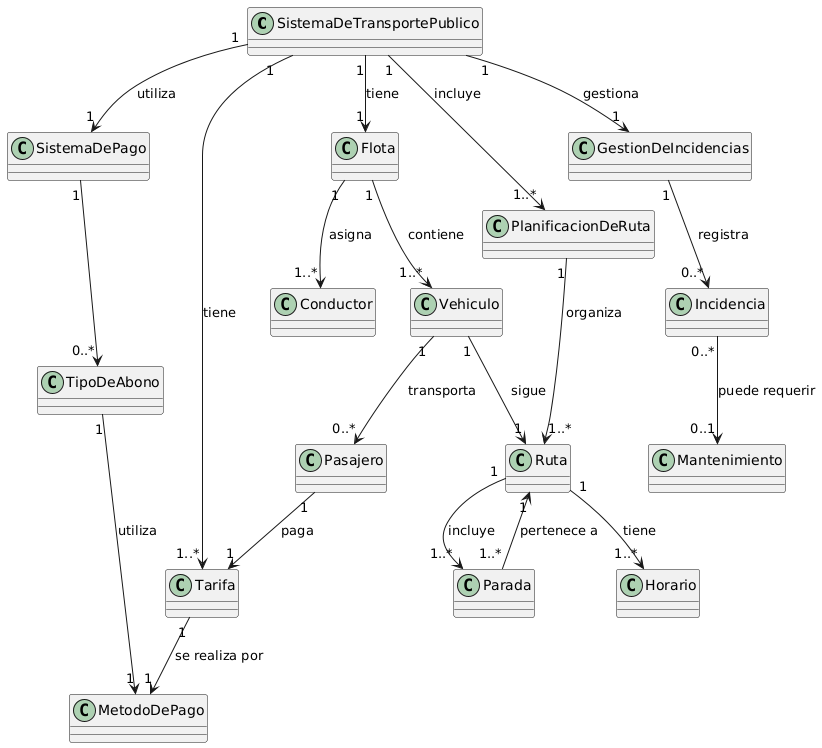 C SistemaDeTransportePublico
1 1 1 1 1
utiliza tiene incluye gestiona
1 1 1
C SistemaDePago C Flota C GestionDeIncidencias
1 1 1 1..* 1
C PlanificacionDeRuta
asigna contiene registra
1..* 1..* 1 0..*
C Conductor C Vehiculo C Incidencia
tiene organiza
0..* 1 1 0..*
C TipoDeAbono transporta sigue puede requerir
1 0..* 1 1..* 0..1
C Pasajero C Ruta C Mantenimiento
1 1 1 1
utiliza paga incluye pertenece a tiene
1..* 1 1..* 1..* 1..*
C Tarifa C Parada C Horario
1
se realiza por
1 1
C MetodoDePago